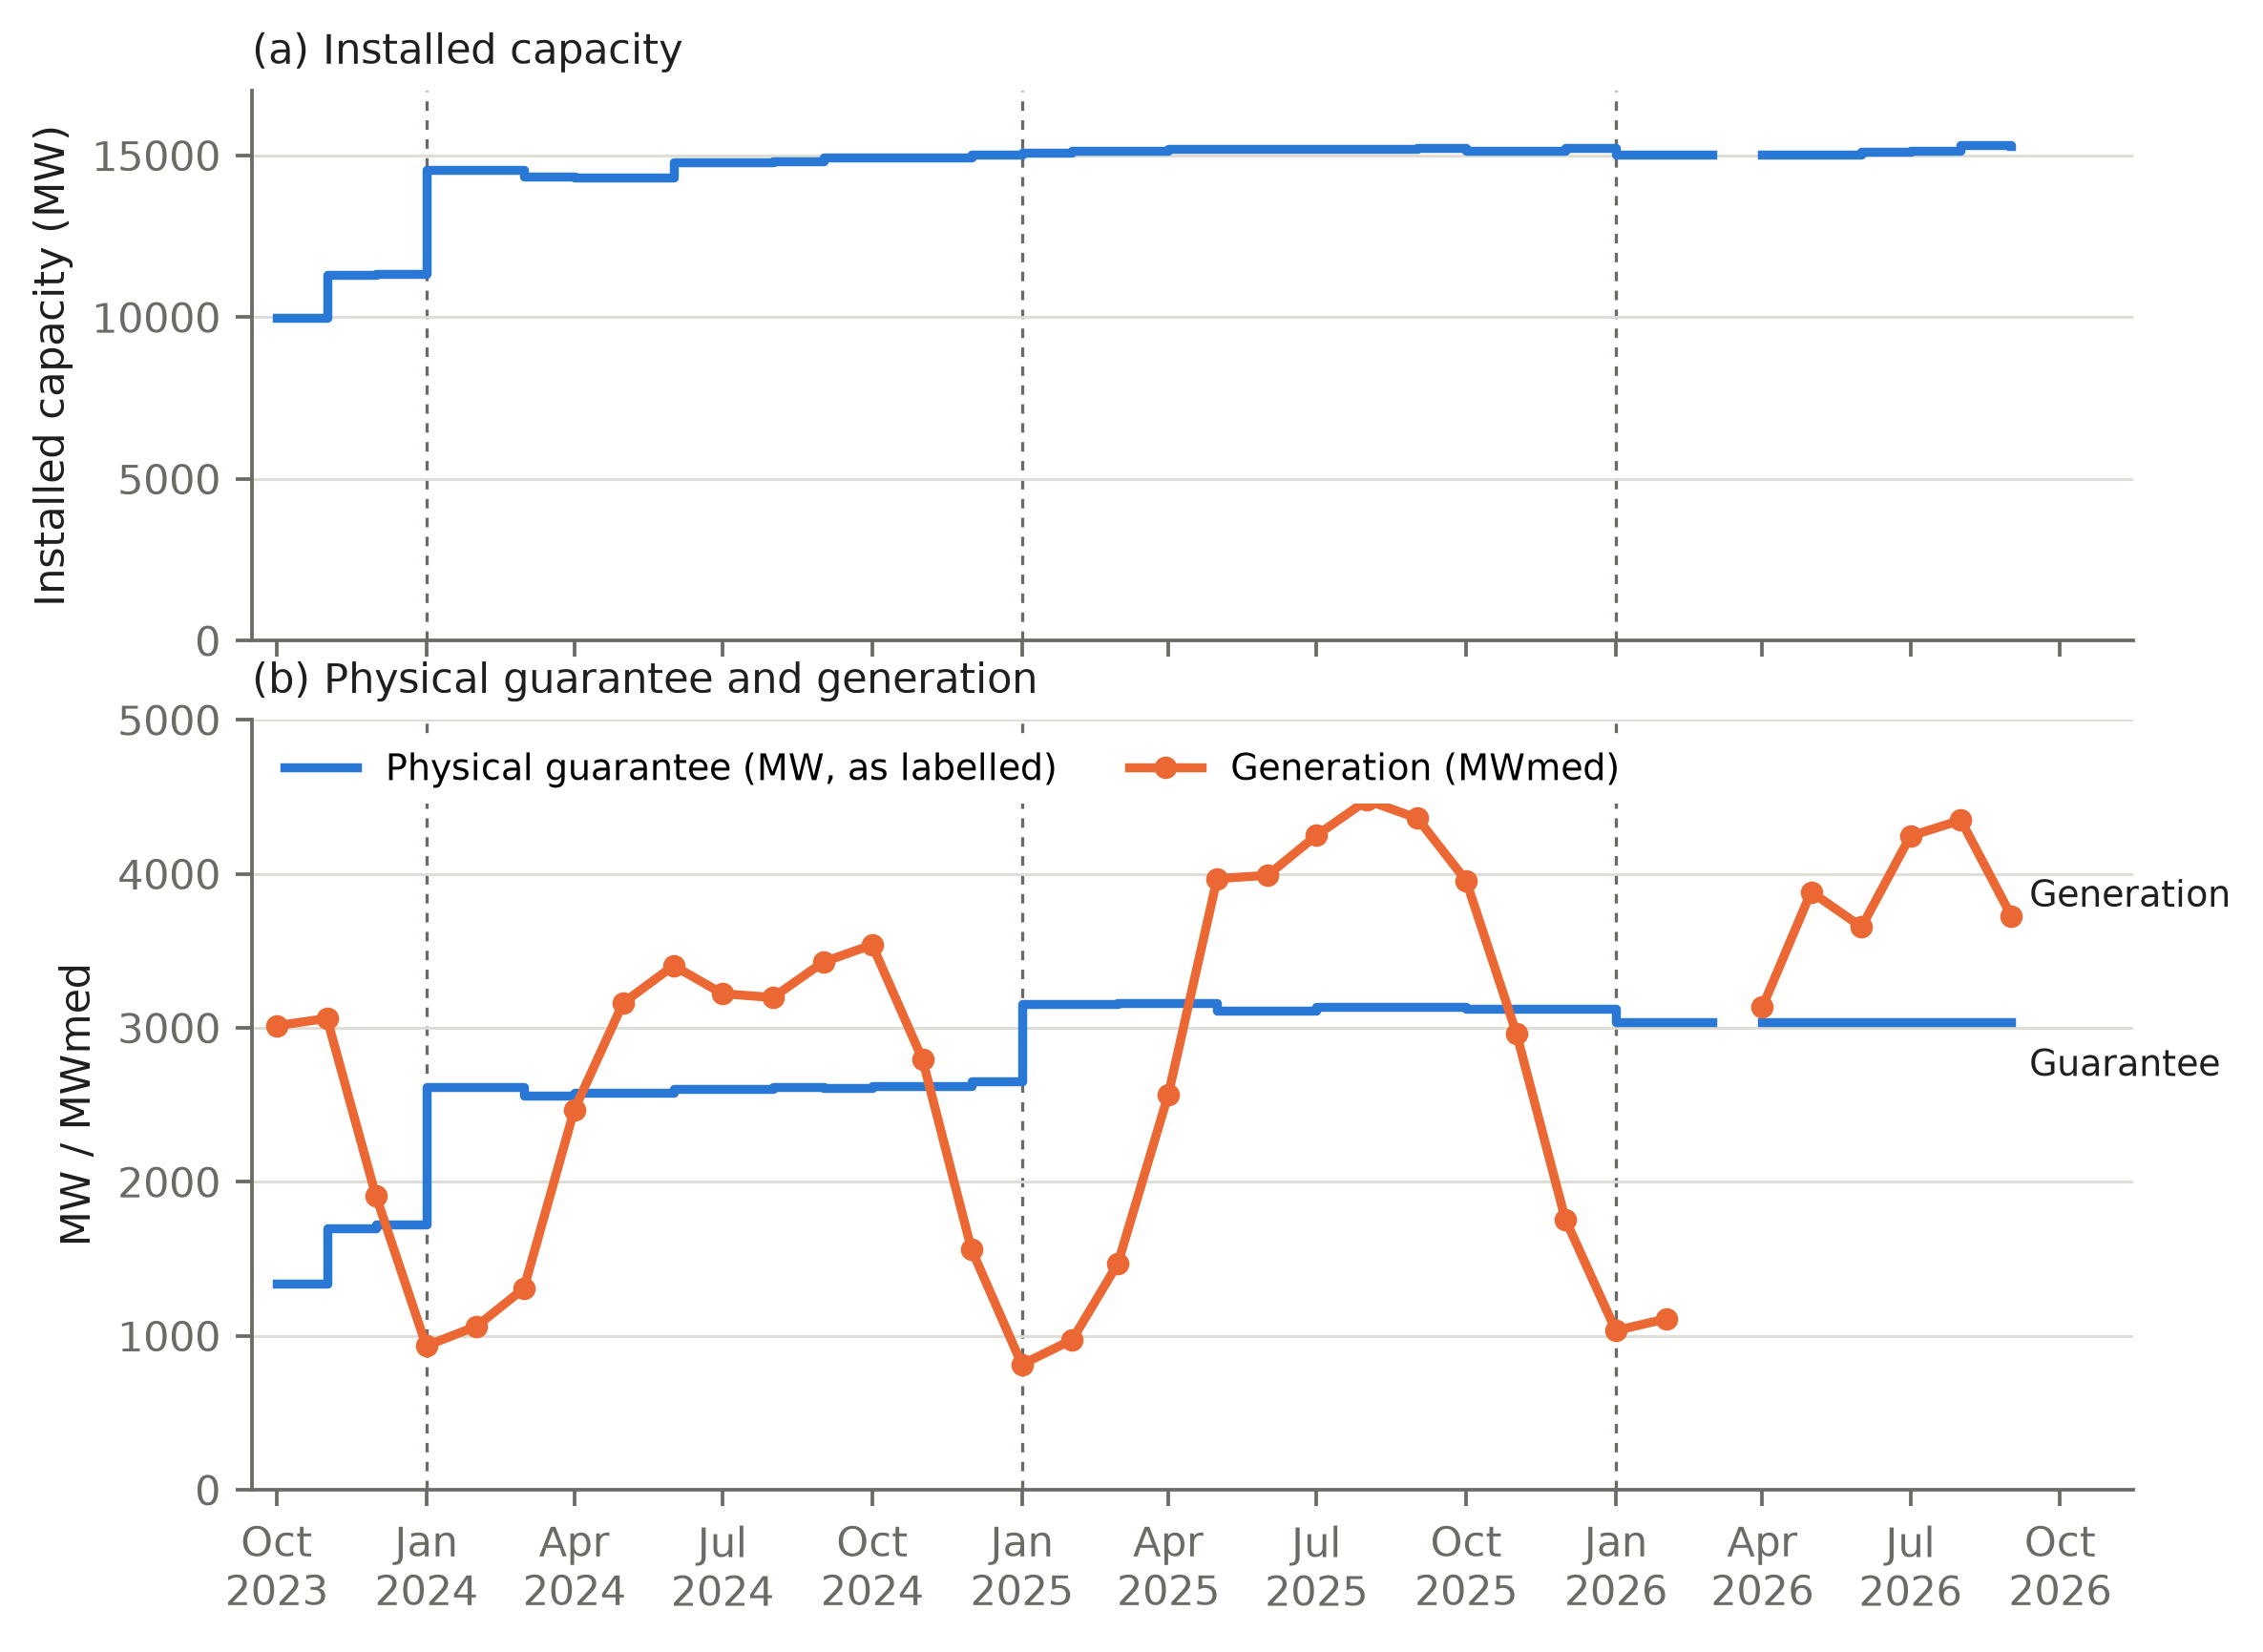 (a) Installed capacity
Installed capacity (MW)
15000
10000
5000
0
(b) Physical guarantee and generation
MW / MWmed
5000
4000
3000
2000
1000
0
Physical guarantee (MW, as labelled)
Generation (MWmed)
Generation
Guarantee
Oct 2023
Jan 2024
Apr 2024
Jul 2024
Oct 2024
Jan 2025
Apr 2025
Jul 2025
Oct 2025
Jan 2026
Apr 2026
Jul 2026
Oct 2026